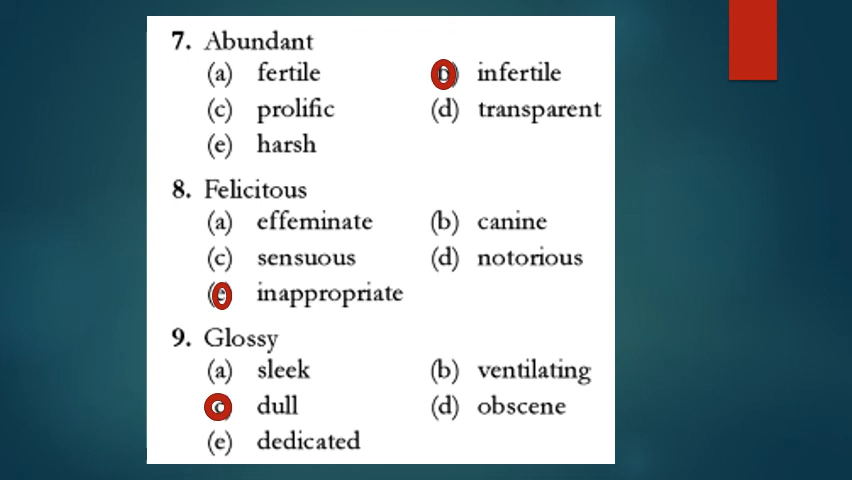 7. Abundant
(a) fertile (b) infertile
(c) prolific (d) transparent
(e) harsh
8. Felicitous
(a) effeminate (b) canine
(c) sensuous (d) notorious
(e) inappropriate
9. Glossy
(a) sleek (b) ventilating
(c) dull (d) obscene
(e) dedicated